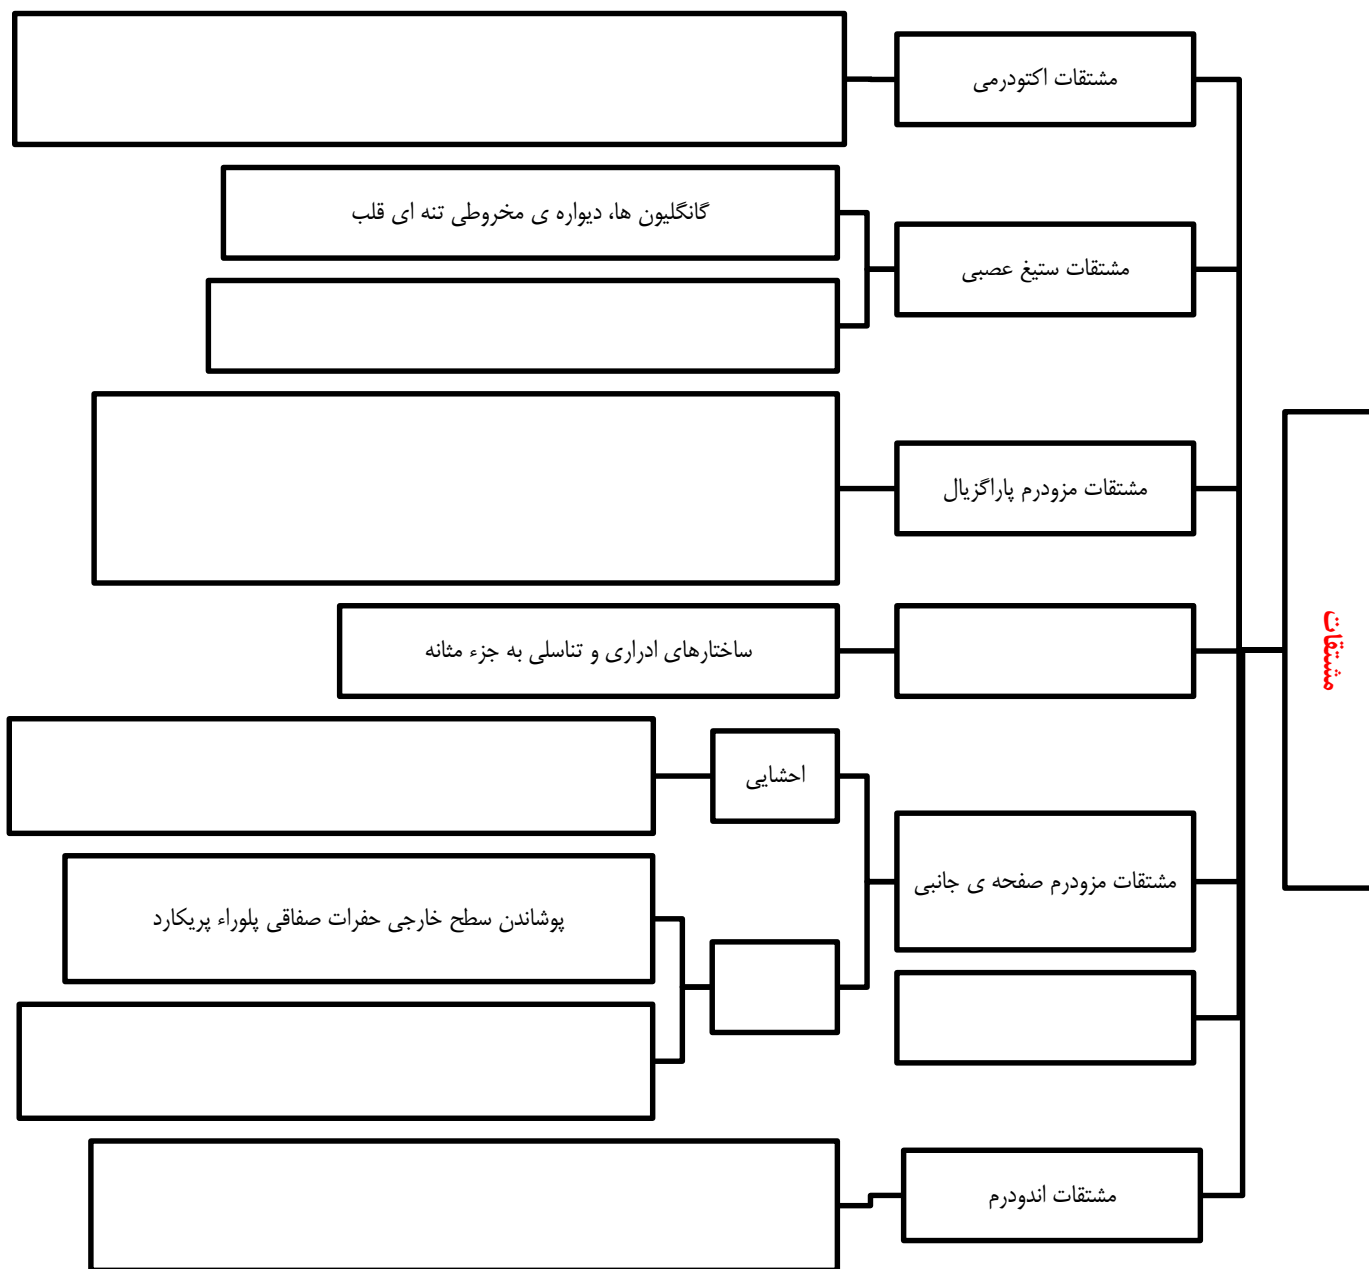 مشتقات
مشتقات اکتودرمی
مشتقات ستیغ عصبی
گانگلیون ها، دیواره ی مخروطی تنه ای قلب
مشتقات مزودرم پاراگزیال
ساختارهای ادراری و تناسلی به جزء مثانه
مشتقات مزودرم صفحه ی جانبی
احشایی
پوشاندن سطح خارجی حفرات صفاقی پلوراء پریکارد
مشتقات اندودرم